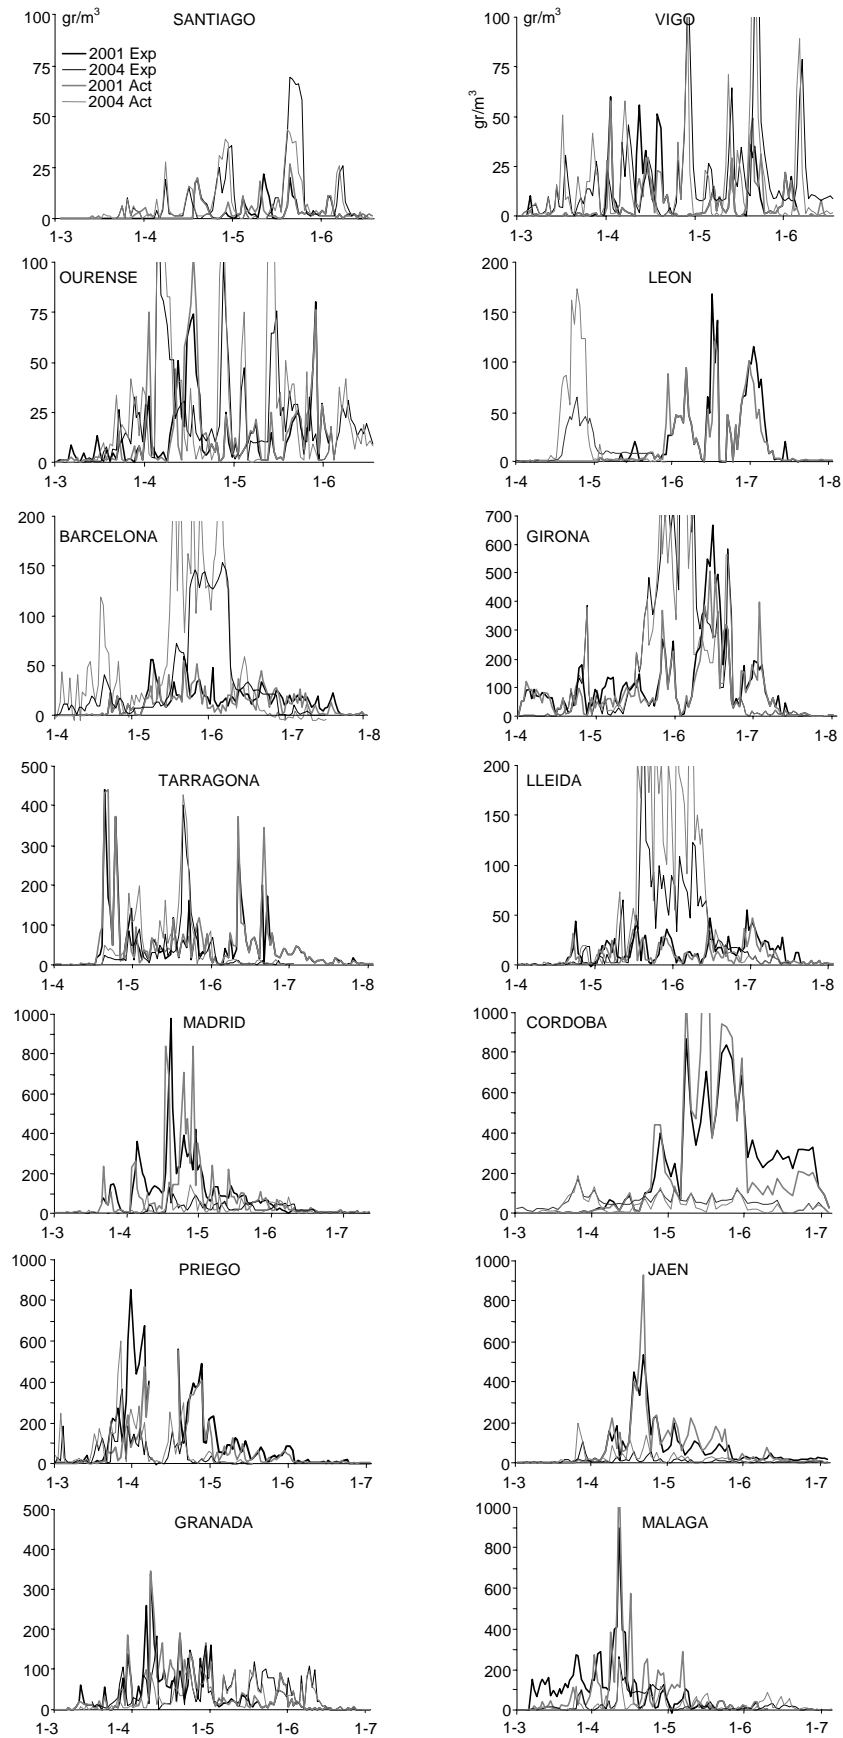 gr/m³ SANTIAGO
100
75
50
25
0
2001 Exp
2004 Exp
2001 Act
2004 Act
1-3 1-4 1-5 1-6
gr/m³ VIGO
gr/m³
100
75
50
25
0
1-3 1-4 1-5 1-6
OURENSE
100
75
50
25
0
1-3 1-4 1-5 1-6
LEON
200
150
100
50
0
1-4 1-5 1-6 1-7 1-8
BARCELONA
200
150
100
50
0
1-4 1-5 1-6 1-7 1-8
GIRONA
700
600
500
400
300
200
100
0
1-4 1-5 1-6 1-7 1-8
TARRAGONA
500
400
300
200
100
0
1-4 1-5 1-6 1-7 1-8
LLEIDA
200
150
100
50
0
1-4 1-5 1-6 1-7 1-8
MADRID
1000
800
600
400
200
0
1-3 1-4 1-5 1-6 1-7
CORDOBA
1000
800
600
400
200
0
1-3 1-4 1-5 1-6 1-7
PRIEGO
1000
800
600
400
200
0
1-3 1-4 1-5 1-6 1-7
JAEN
1000
800
600
400
200
0
1-3 1-4 1-5 1-6 1-7
GRANADA
500
400
300
200
100
0
1-3 1-4 1-5 1-6 1-7
MALAGA
1000
800
600
400
200
0
1-3 1-4 1-5 1-6 1-7